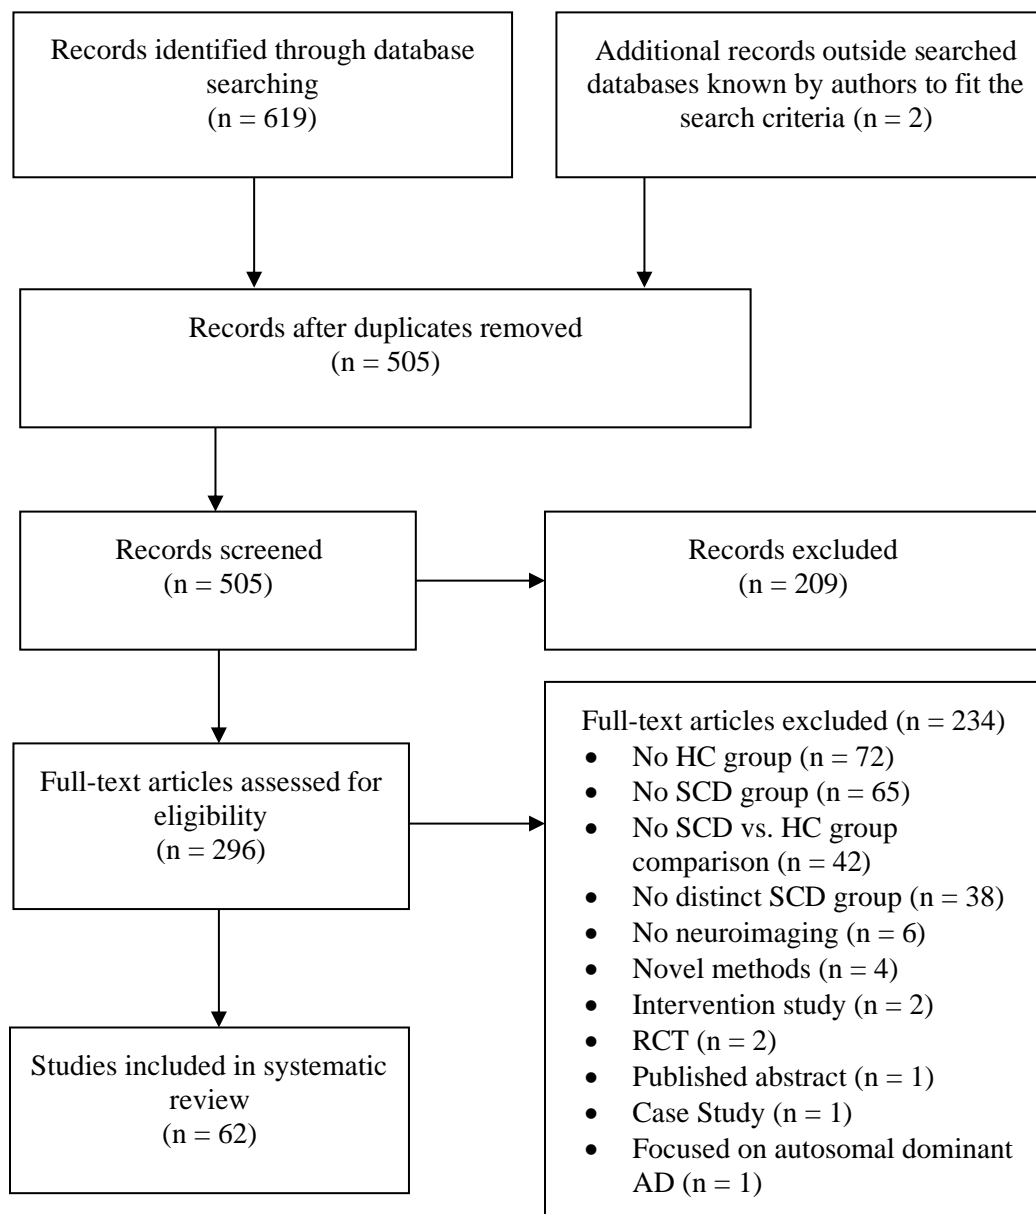 Records identified through database
searching
(n = 619)
Additional records outside searched
databases known by authors to fit the
search criteria (n = 2)
Records after duplicates removed
(n = 505)
Records screened
(n = 505)
Records excluded
(n = 209)
Full-text articles assessed for
eligibility
(n = 296)
Full-text articles excluded (n = 234)
• No HC group (n = 72)
• No SCD group (n = 65)
• No SCD vs. HC group
comparison (n = 42)
• No distinct SCD group (n = 38)
• No neuroimaging (n = 6)
• Novel methods (n = 4)
• Intervention study (n = 2)
• RCT (n = 2)
• Published abstract (n = 1)
• Case Study (n = 1)
• Focused on autosomal dominant
AD (n = 1)
Studies included in systematic
review
(n = 62)